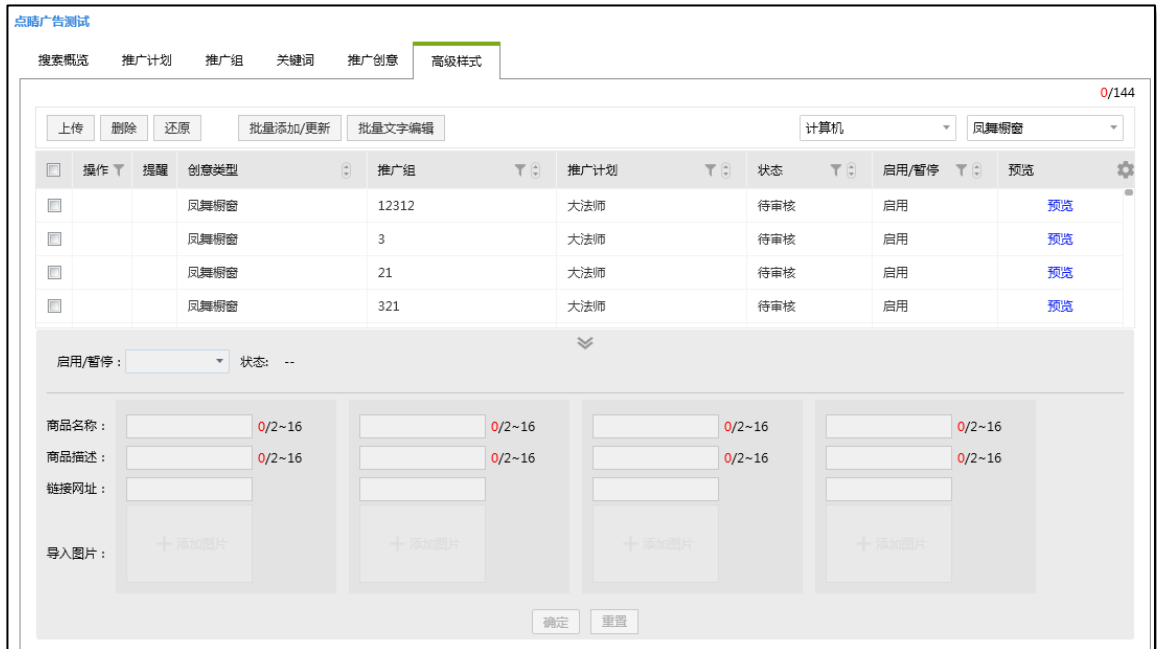 点睛广告测试
搜索概览 推广计划 推广组 关键词 推广创意 高级样式
0/144
上传 删除 还原 批量添加/更新 批量文字编辑 计算机 凤舞橱窗
操作 提醒 创意类型 推广组 推广计划 状态 启用/暂停 预览
凤舞橱窗 12312 大法师 待审核 启用 预览
凤舞橱窗 3 大法师 待审核 启用 预览
凤舞橱窗 21 大法师 待审核 启用 预览
凤舞橱窗 321 大法师 待审核 启用 预览
启用/暂停： 状态: --
商品名称： 0/2~16 0/2~16 0/2~16 0/2~16
商品描述： 0/2~16 0/2~16 0/2~16 0/2~16
链接网址：
导入图片： 添加图片 添加图片 添加图片 添加图片
确定 重置